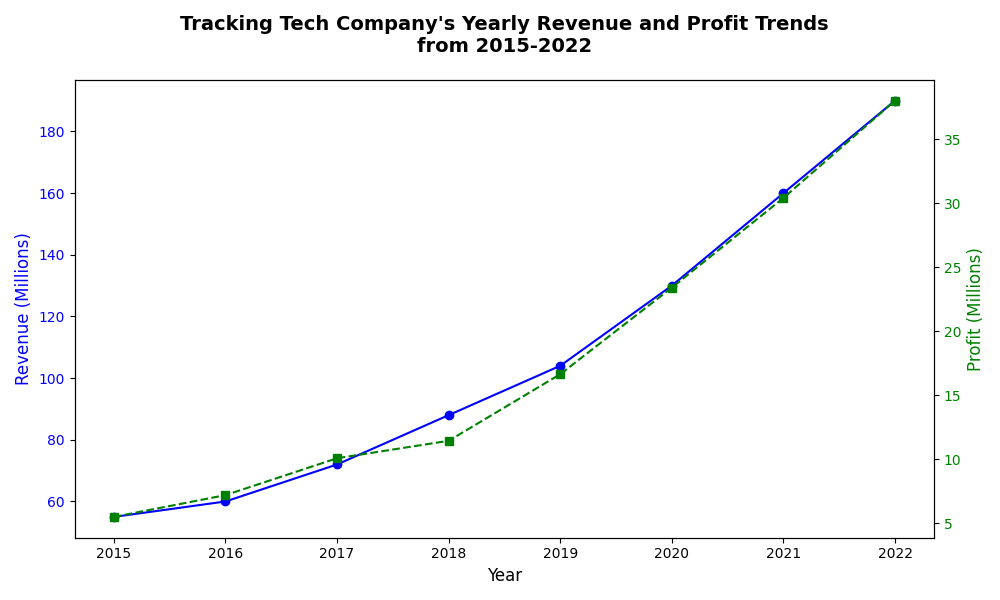 Tracking Tech Company's Yearly Revenue and Profit Trends
from 2015-2022
Revenue (Millions)
180
160
140
120
100
80
60
35
30
25
20
15
10
5
Profit (Millions)
2015 2016 2017 2018 2019 2020 2021 2022
Year